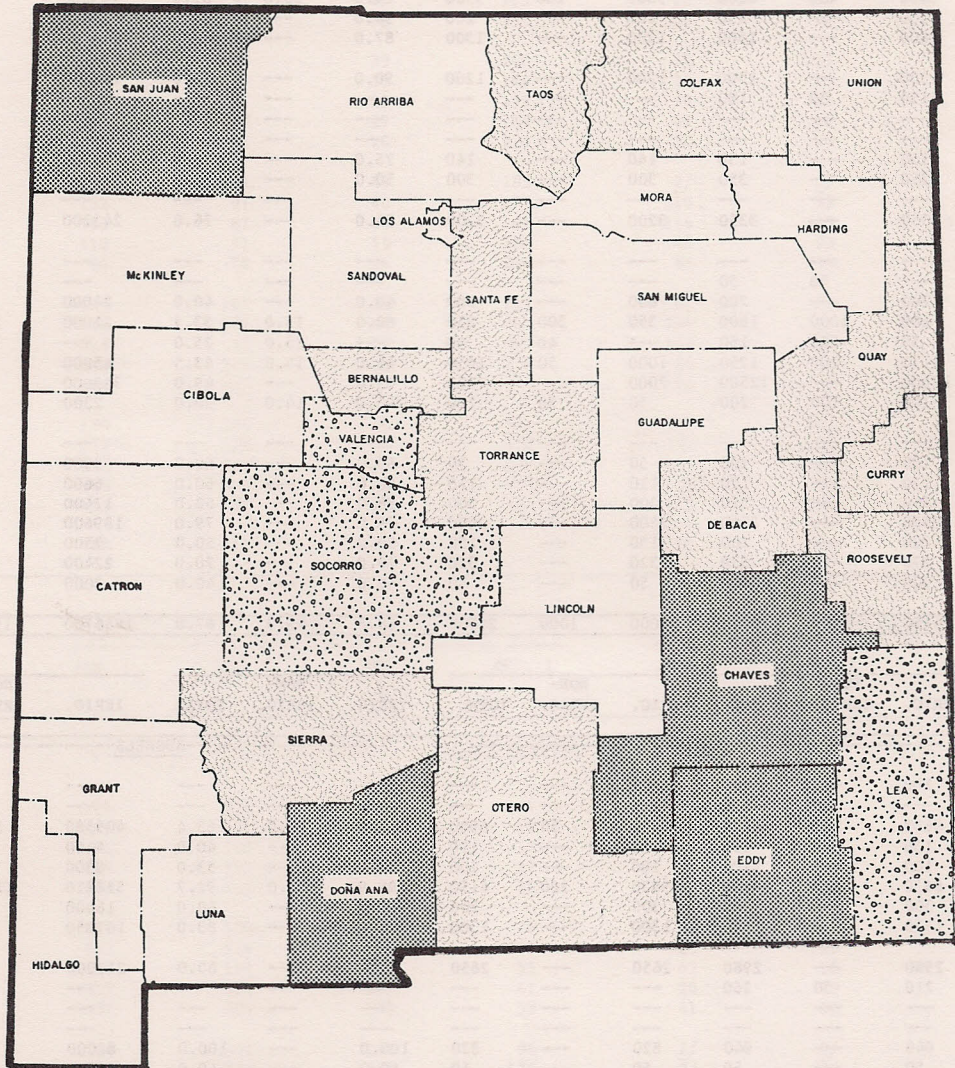 SAN JUAN
RIO ARRIBA
TAOS
COLFAX
UNION
MORA
HARDING
LOS ALAMOS
McKINLEY
SANDOVAL
SANTA FE
SAN MIGUEL
QUAY
BERNALILLO
CIBOLA
VALENCIA
GUADALUPE
TORRANCE
CURRY
DE BACA
ROOSEVELT
SOCORRO
CATRON
LINCOLN
CHAVES
SIERRA
GRANT
LEA
OTERO
EDDY
DOÑA ANA
LUNA
HIDALGO